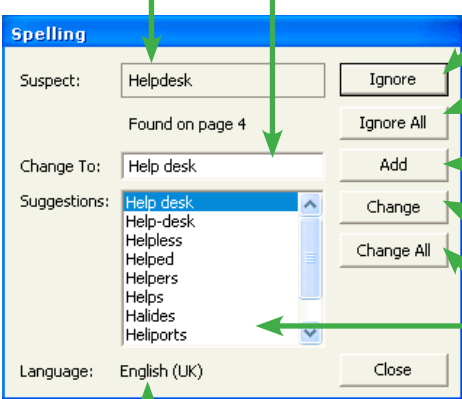 Spelling
Suspect: Helpdesk Ignore
Found on page 4 Ignore All
Change To: Help desk Add
Suggestions: Help desk Change
Help-desk
Helpless
Helped Change All
Helpers
Helps
Halides
Heliports
Language: English (UK) Close